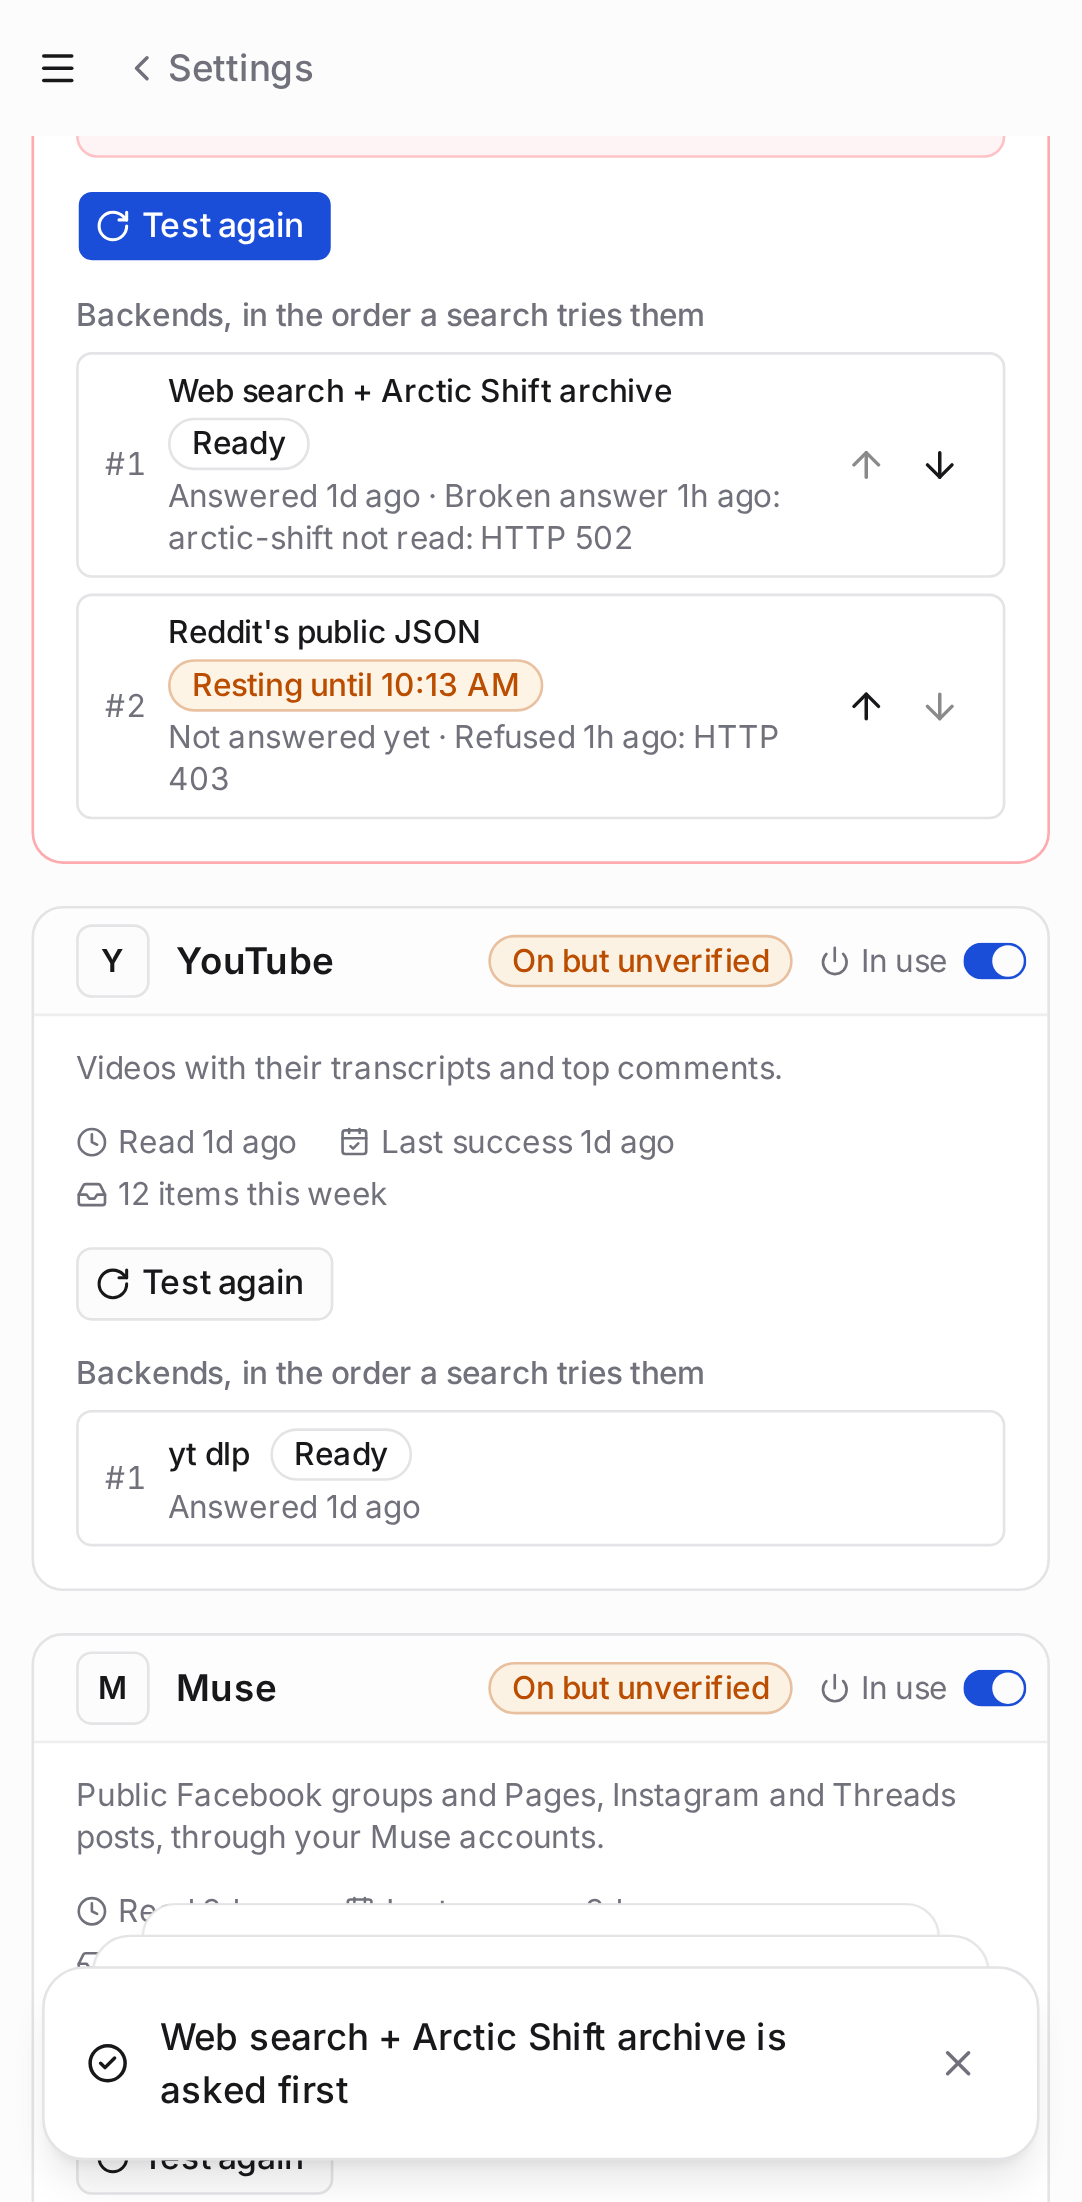 Settings
Test again
Backends, in the order a search tries them
Web search + Arctic Shift archive
Ready
#1
Answered 1d ago · Broken answer 1h ago:
arctic-shift not read: HTTP 502
Reddit's public JSON
Resting until 10:13 AM
#2
Not answered yet · Refused 1h ago: HTTP
403
Y YouTube On but unverified In use
Videos with their transcripts and top comments.
Read 1d ago Last success 1d ago
12 items this week
Test again
Backends, in the order a search tries them
yt dlp Ready
#1
Answered 1d ago
M Muse On but unverified In use
Public Facebook groups and Pages, Instagram and Threads
posts, through your Muse accounts.
Web search + Arctic Shift archive is
asked first
Test again